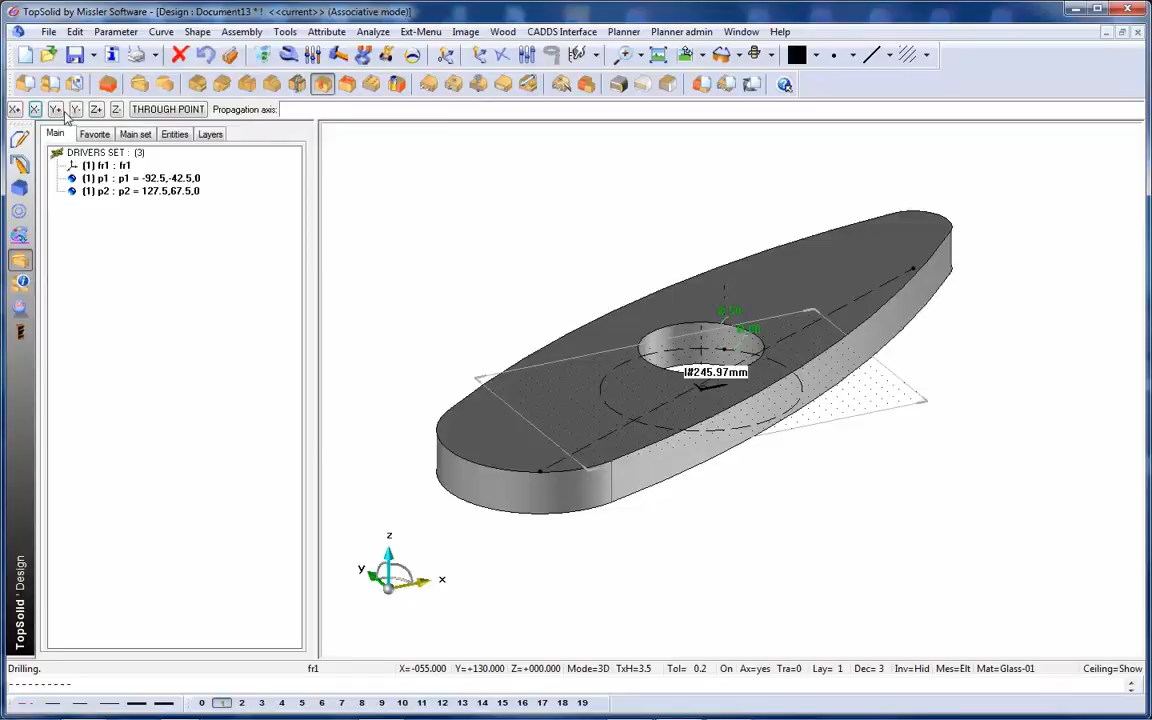 TopSolid by Missler Software - [Design : Document13 * !  <<current>> (Associative mode)]
File Edit Parameter Curve Shape Assembly Tools Attribute Analyze Ext-Menu Image Wood CADDS Interface Planner Planner admin Window Help
X+ X- Y+ Y- Z+ Z- THROUGH POINT Propagation axis:
Main Favorite Main set Entities Layers
DRIVERS SET : (3)
(1) fr1 : fr1
(1) p1 : p1 = -92.5,-42.5,0
(1) p2 : p2 = 127.5,67.5,0
l#245.97mm
z
y
x
TopSolid ' Design
Drilling. fr1 X=-055.000 Y=+130.000 Z=+000.000 Mode=3D TxH=3.5 Tol= 0.2 On Ax=yes Tra=0 Lay= 1 Dec= 3 Inv=Hid Mes=Elt Mat=Glass-01 Ceiling=Show
----------
0 1 2 3 4 5 6 7 8 9 10 11 12 13 14 15 16 17 18 19